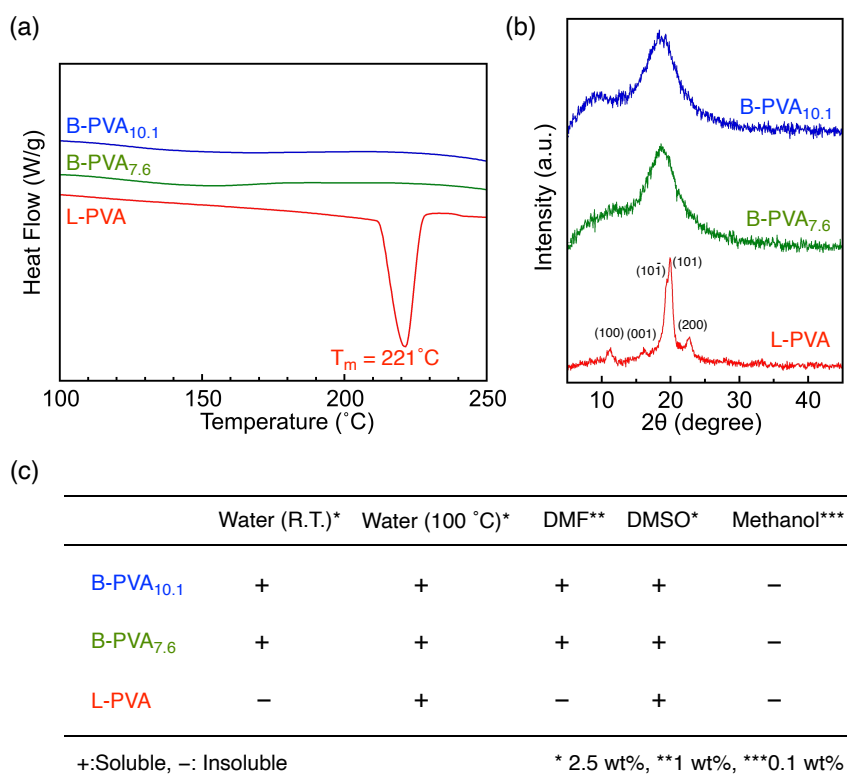 (a)
B-PVA10.1
B-PVA7.6
L-PVA
Tm = 221˚C
Heat Flow (W/g)
100 150 200 250
Temperature (˚C)
(b)
B-PVA10.1
B-PVA7.6
(101̄) (101)
(100) (001) (200)
L-PVA
Intensity (a.u.)
10 20 30 40
2θ (degree)
(c)
Water (R.T.)* Water (100 ˚C)* DMF** DMSO* Methanol***
B-PVA10.1 + + + + −
B-PVA7.6 + + + + −
L-PVA − + − + −
+:Soluble, −: Insoluble * 2.5 wt%, **1 wt%, ***0.1 wt%